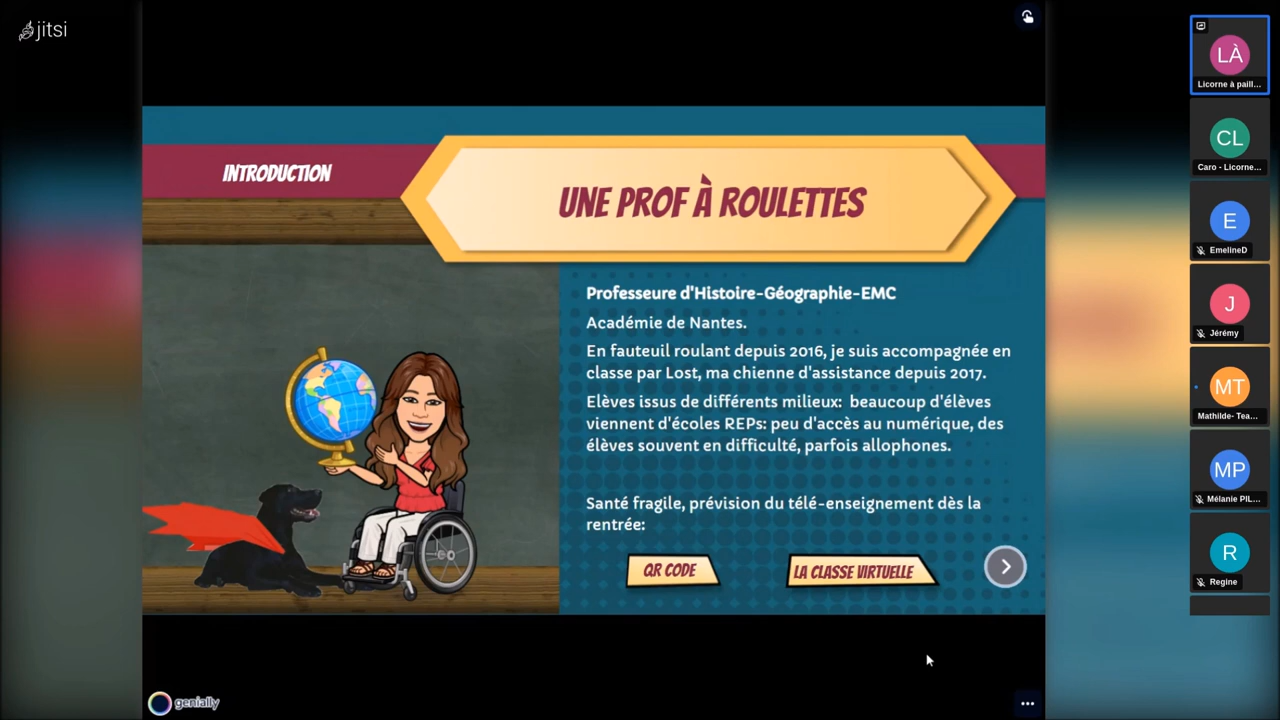 jitsi
INTRODUCTION
UNE PROF À ROULETTES
Professeure d'Histoire-Géographie-EMC
Académie de Nantes.
En fauteuil roulant depuis 2016, je suis accompagnée en
classe par Lost, ma chienne d'assistance depuis 2017.
Elèves issus de différents milieux: beaucoup d'élèves
viennent d'écoles REPs: peu d'accès au numérique, des
élèves souvent en difficulté, parfois allophones.
Santé fragile, prévision du télé-enseignement dès la
rentrée:
QR CODE
LA CLASSE VIRTUELLE
genially
LÀ
Licorne à paill...
CL
Caro - Licorne...
E
EmelineD
J
Jérémy
MT
Mathilde- Tea...
MP
Mélanie PIL...
R
Regine